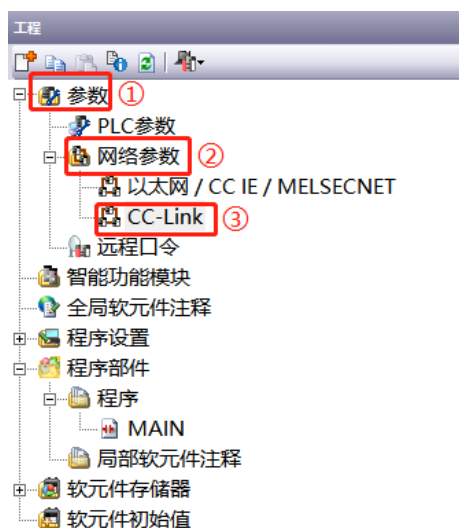 工程
参数 ①
PLC参数
网络参数 ②
以太网 / CC IE / MELSECNET
CC-Link ③
远程口令
智能功能模块
全局软元件注释
程序设置
程序部件
程序
MAIN
局部软元件注释
软元件存储器
软元件初始值